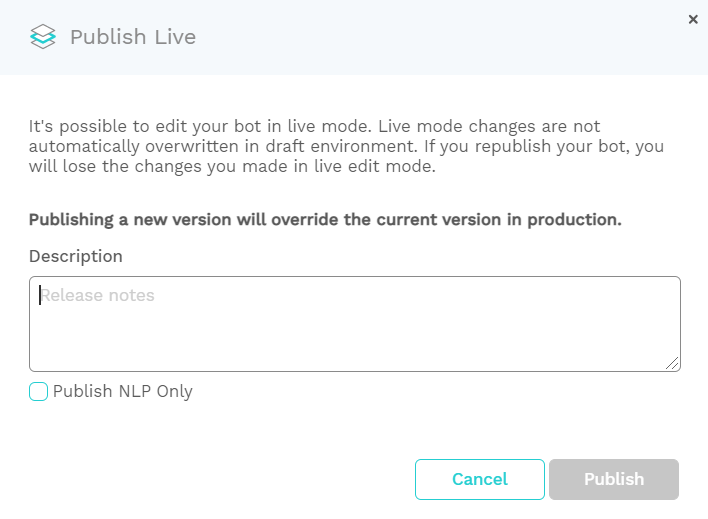 Publish Live
×
It's possible to edit your bot in live mode. Live mode changes are not
automatically overwritten in draft environment. If you republish your bot, you
will lose the changes you made in live edit mode.
Publishing a new version will override the current version in production.
Description
Release notes
Publish NLP Only
Cancel
Publish